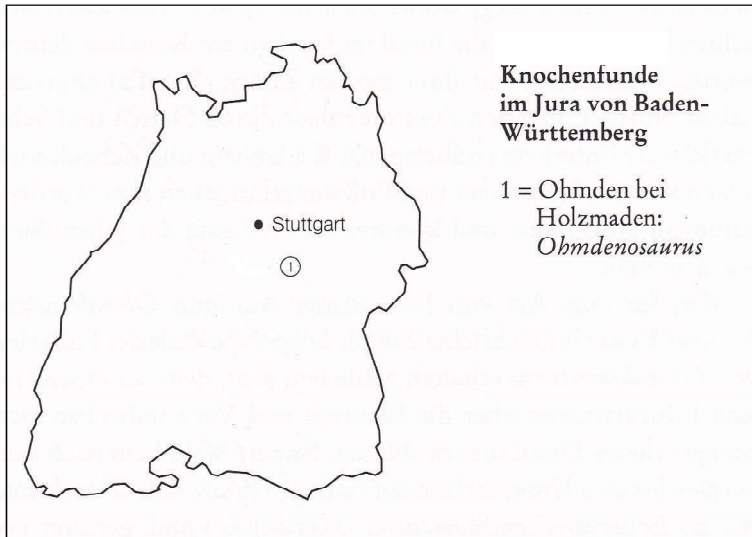 Knochenfunde
im Jura von Baden-
Württemberg
1 = Ohmden bei
Holzmaden:
Ohmdenosaurus
Stuttgart
1